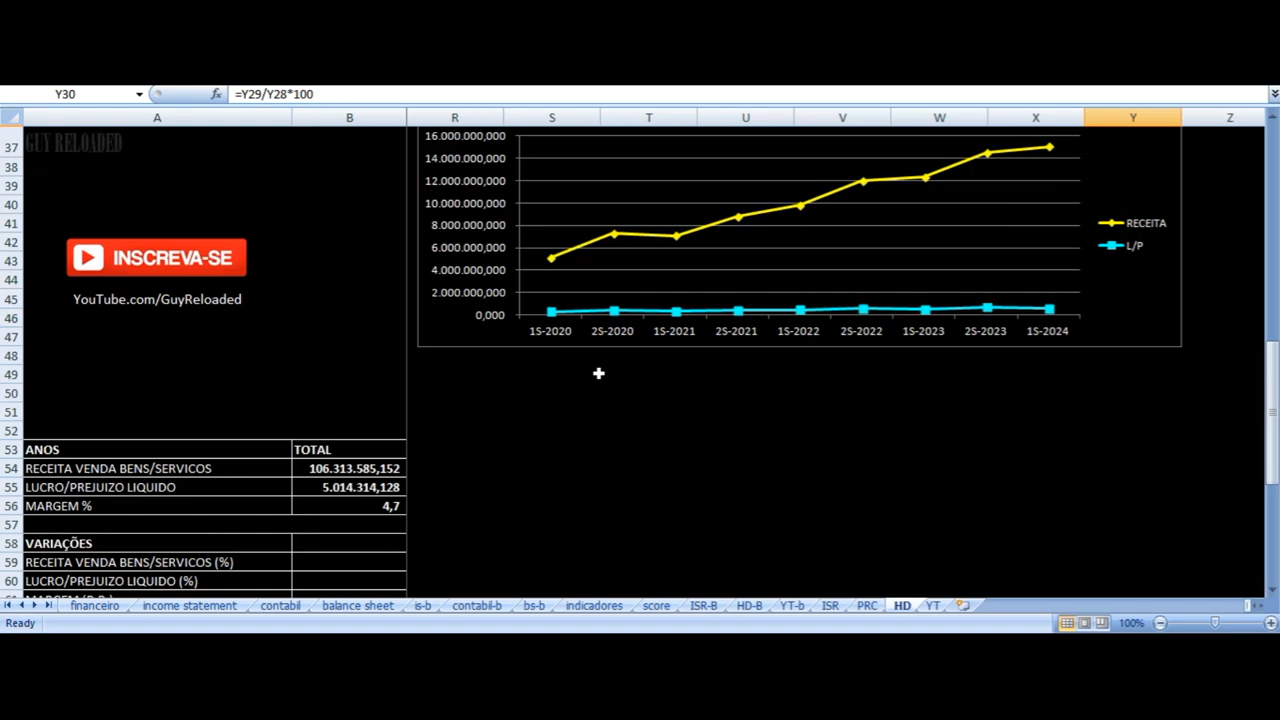 Y30 fx =Y29/Y28*100
A B R S T U V W X Y Z
37 GUY RELOADED
38
39
40
41
42
43 INSCREVA-SE
44
45 YouTube.com/GuyReloaded
46
47
48
49
50
51
52
53 ANOS TOTAL
54 RECEITA VENDA BENS/SERVICOS 106.313.585,152
55 LUCRO/PREJUIZO LIQUIDO 5.014.314,128
56 MARGEM % 4,7
57
58 VARIAÇÕES
59 RECEITA VENDA BENS/SERVICOS (%)
60 LUCRO/PREJUIZO LIQUIDO (%)
16.000.000,000
14.000.000,000
12.000.000,000
10.000.000,000
8.000.000,000
6.000.000,000
4.000.000,000
2.000.000,000
0,000
1S-2020 2S-2020 1S-2021 2S-2021 1S-2022 2S-2022 1S-2023 2S-2023 1S-2024
RECEITA
L/P
financeiro income statement contabil balance sheet is-b contabil-b bs-b indicadores score ISR-B HD-B YT-b ISR PRC HD YT
Ready 100%